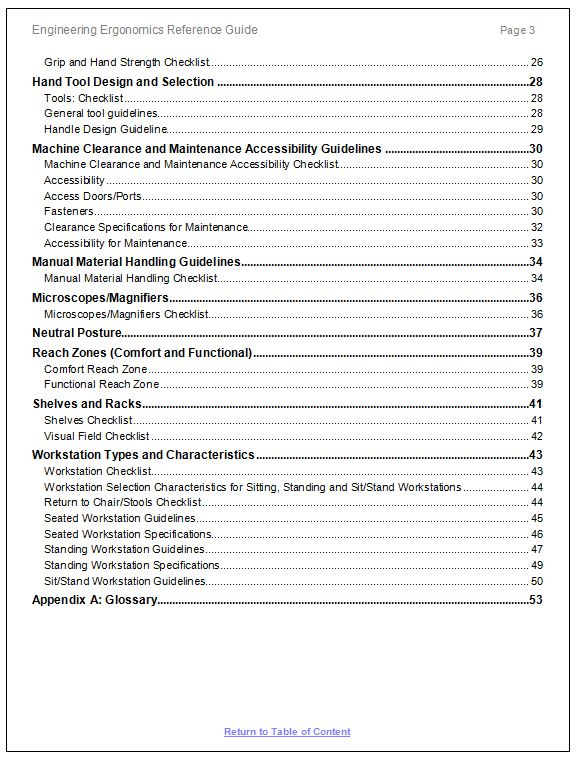 Engineering Ergonomics Reference Guide Page 3
Grip and Hand Strength Checklist 26
Hand Tool Design and Selection 28
Tools: Checklist 28
General tool guidelines 28
Handle Design Guideline 29
Machine Clearance and Maintenance Accessibility Guidelines 30
Machine Clearance and Maintenance Accessibility Checklist 30
Accessibility 30
Access Doors/Ports 30
Fasteners 30
Clearance Specifications for Maintenance 32
Accessibility for Maintenance 33
Manual Material Handling Guidelines 34
Manual Material Handling Checklist 34
Microscopes/Magnifiers 36
Microscopes/Magnifiers Checklist 36
Neutral Posture 37
Reach Zones (Comfort and Functional) 39
Comfort Reach Zone 39
Functional Reach Zone 39
Shelves and Racks 41
Shelves Checklist 41
Visual Field Checklist 42
Workstation Types and Characteristics 43
Workstation Checklist 43
Workstation Selection Characteristics for Sitting, Standing and Sit/Stand Workstations 44
Return to Chair/Stools Checklist 44
Seated Workstation Guidelines 45
Seated Workstation Specifications 46
Standing Workstation Guidelines 47
Standing Workstation Specifications 49
Sit/Stand Workstation Guidelines 50
Appendix A: Glossary 53
Return to Table of Content